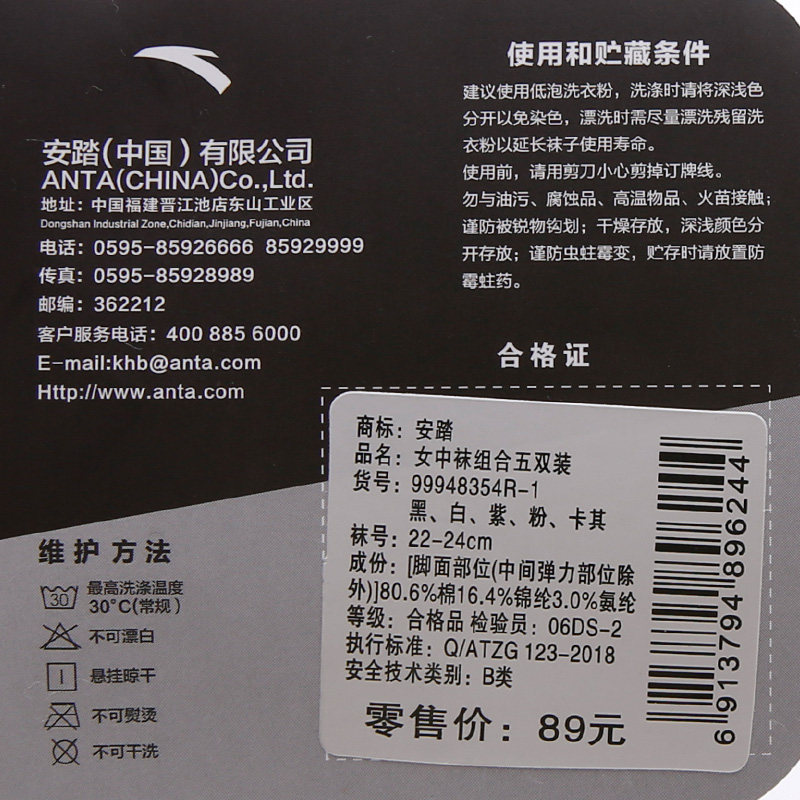 安踏(中国)有限公司
ANTA(CHINA)Co.,Ltd.
地址：中国福建晋江池店东山工业区
Dongshan Industrial Zone,Chidian,Jinjiang,Fujian,China
电话：0595-85926666 85929999
传真：0595-85928989
邮编：362212
客户服务电话：400 885 6000
E-mail:khb@anta.com
Http://www.anta.com
使用和贮藏条件
建议使用低泡洗衣粉，洗涤时请将深浅色
分开以免染色，漂洗时需尽量漂洗残留洗
衣粉以延长袜子使用寿命。
使用前，请用剪刀小心剪掉订牌线。
勿与油污、腐蚀品、高温物品、火苗接触；
谨防被锐物钩划；干燥存放，深浅颜色分
开存放；谨防虫蛀霉变，贮存时请放置防
霉蛀药。
合格证
商标：安踏
品名：女中袜组合五双装
货号：99948354R-1
黑、白、紫、粉、卡其
袜号：22-24cm
成份：[脚面部位(中间弹力部位除
外)]80.6%棉16.4%锦纶3.0%氨纶
等级：合格品 检验员：06DS-2
执行标准：Q/ATZG 123-2018
安全技术类别：B类
零售价：89元
6913794896244
维护方法
30
最高洗涤温度
30°C(常规)
不可漂白
悬挂晾干
不可熨烫
不可干洗